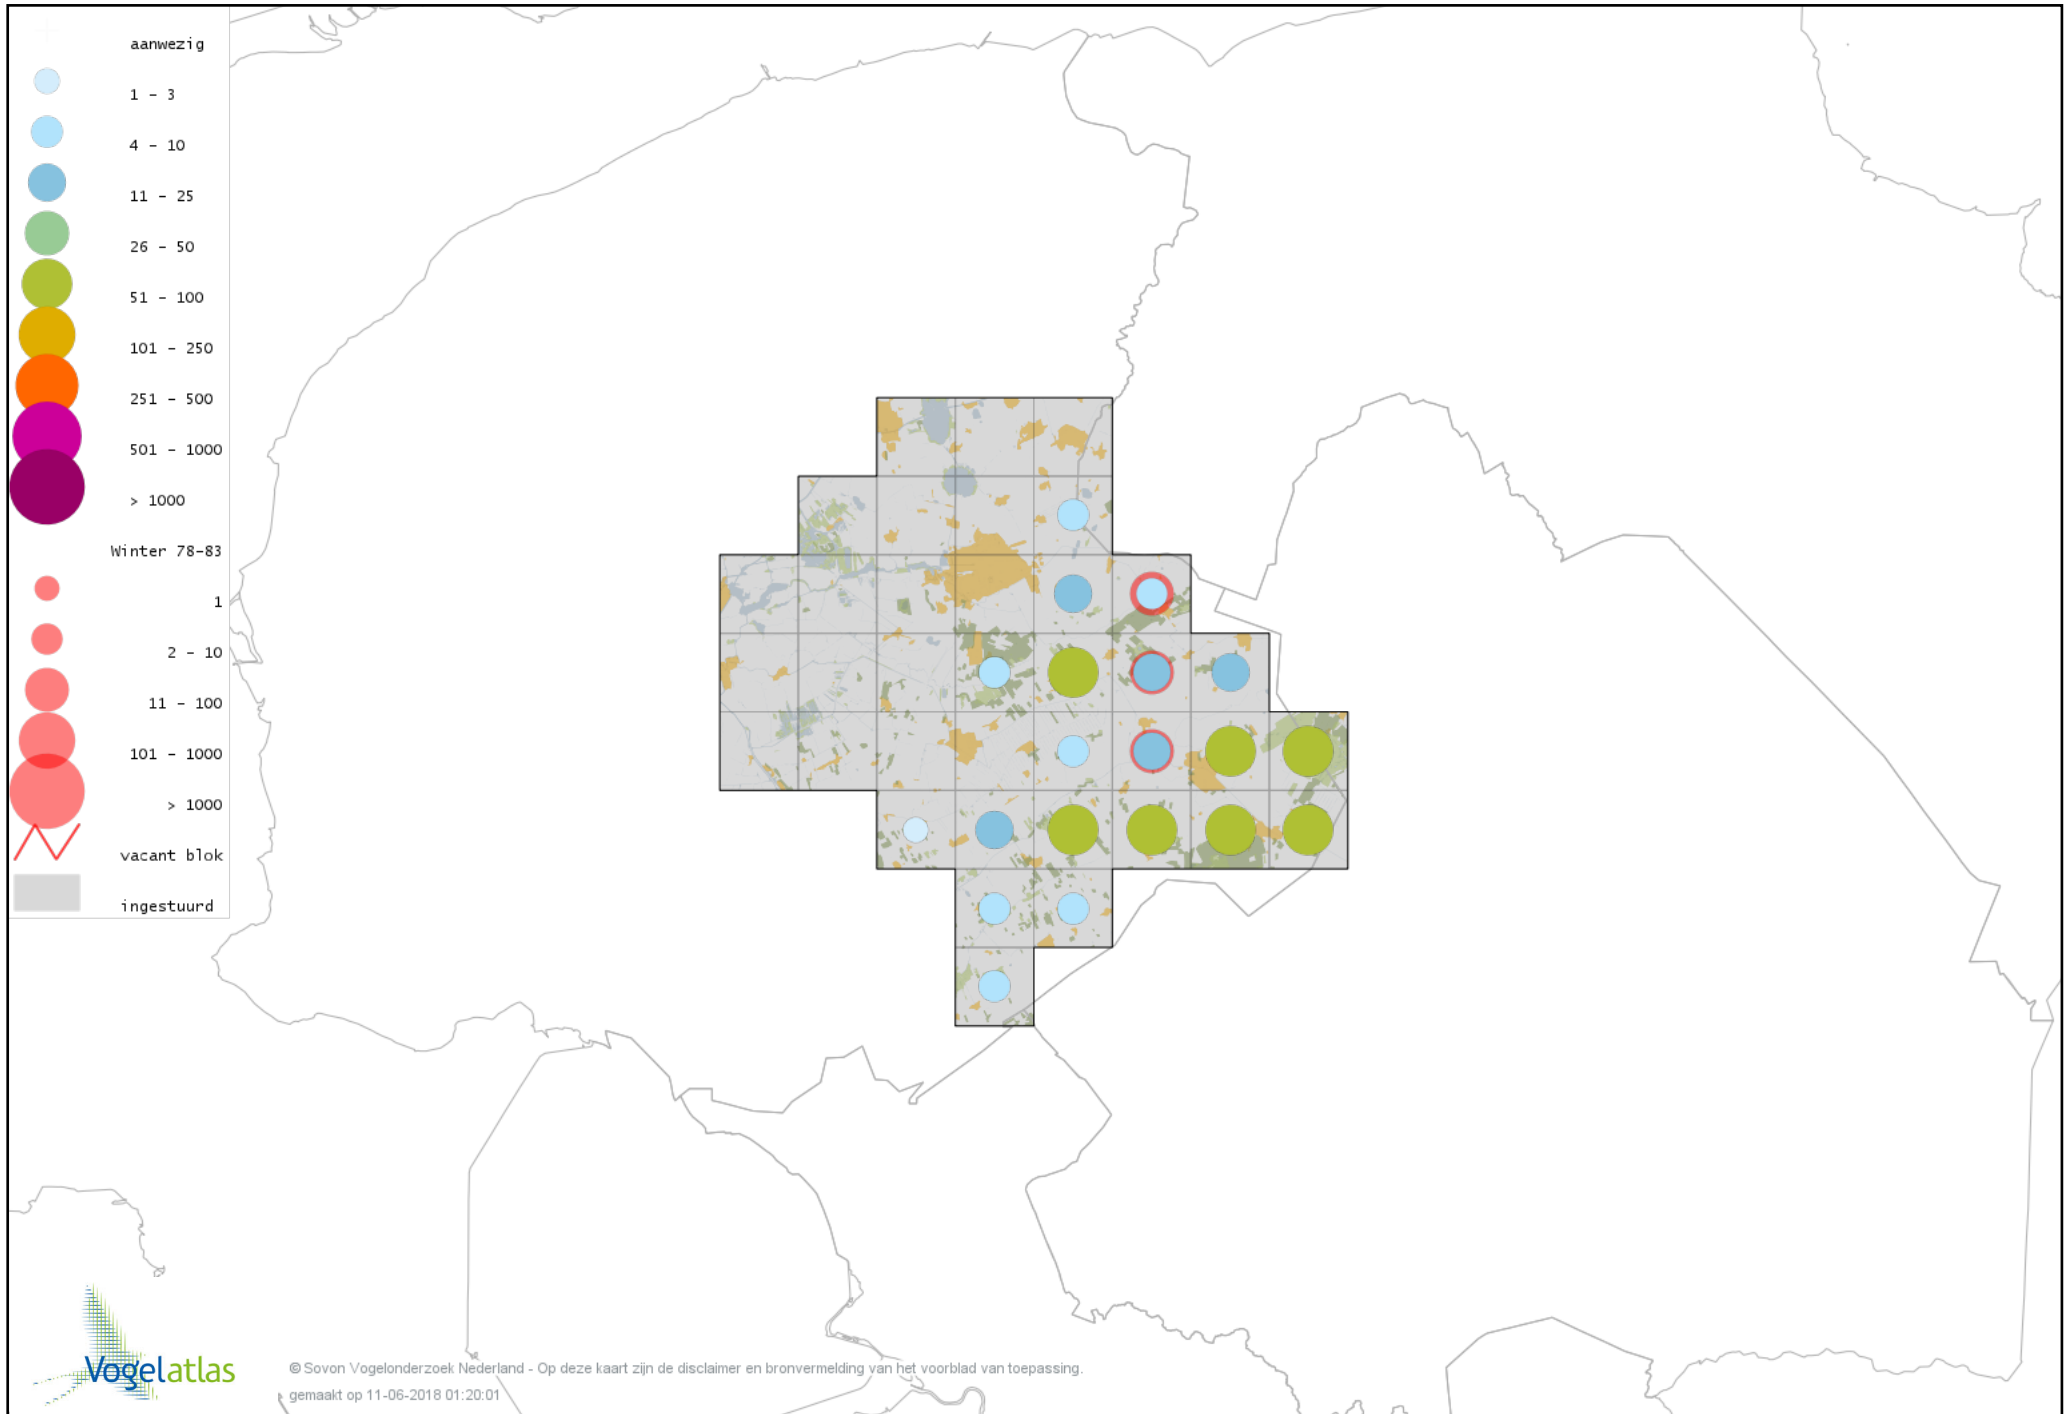 aanwezig
1 - 3
4 - 10
11 - 25
26 - 50
51 - 100
101 - 250
251 - 500
501 - 1000
> 1000
Winter 78-83
1
2 - 10
11 - 100
101 - 1000
> 1000
vacant blok
ingestuurd
Vogelatlas
© Sovon Vogelonderzoek Nederland - Op deze kaart zijn de disclaimer en bronvermelding van het voorblad van toepassing.
gemaakt op 11-06-2018 01:20:01